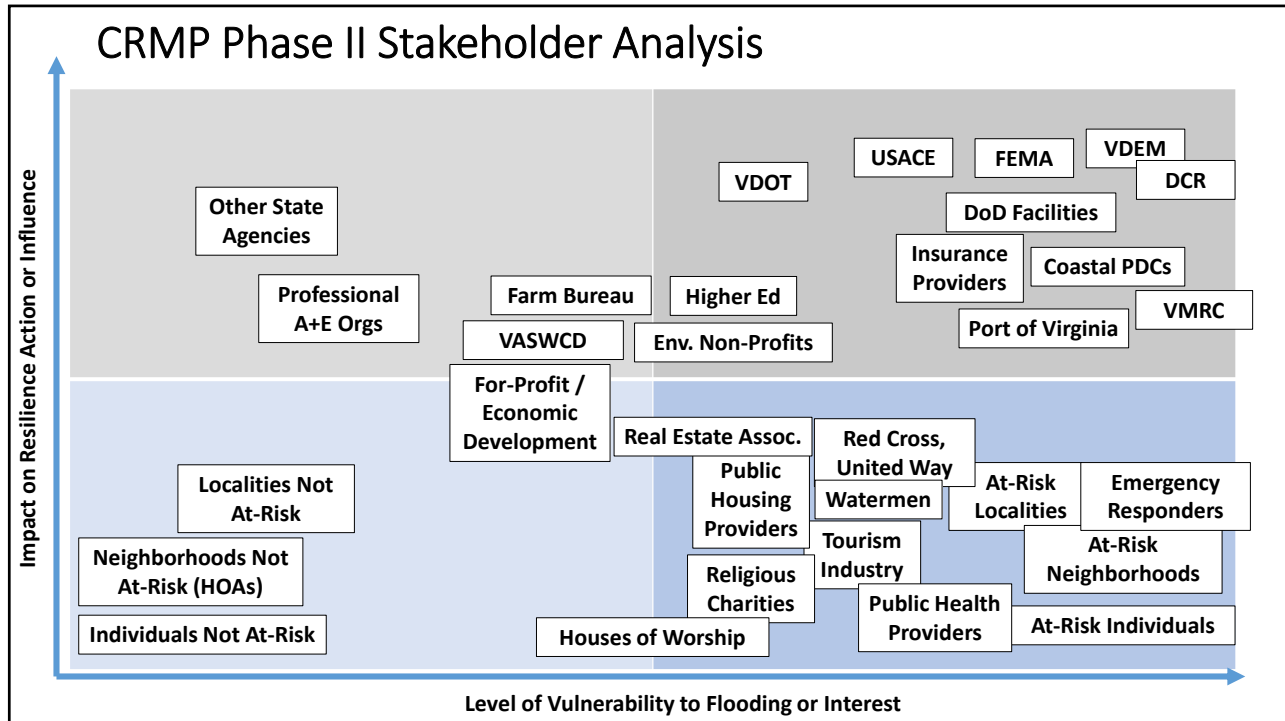 CRMP Phase II Stakeholder Analysis
Impact on Resilience Action or Influence
Other State
Agencies
Professional
A+E Orgs
Farm Bureau
VASWCD
For-Profit /
Economic
Development
VDOT
USACE
FEMA
VDEM
DCR
DoD Facilities
Insurance
Providers
Coastal PDCs
VMRC
Port of Virginia
Higher Ed
Env. Non-Profits
Localities Not
At-Risk
Neighborhoods Not
At-Risk (HOAs)
Individuals Not At-Risk
Real Estate Assoc.
Public
Housing
Providers
Red Cross,
United Way
Watermen
At-Risk
Localities
Emergency
Responders
Tourism
Industry
At-Risk
Neighborhoods
Religious
Charities
Public Health
Providers
At-Risk Individuals
Houses of Worship
Level of Vulnerability to Flooding or Interest